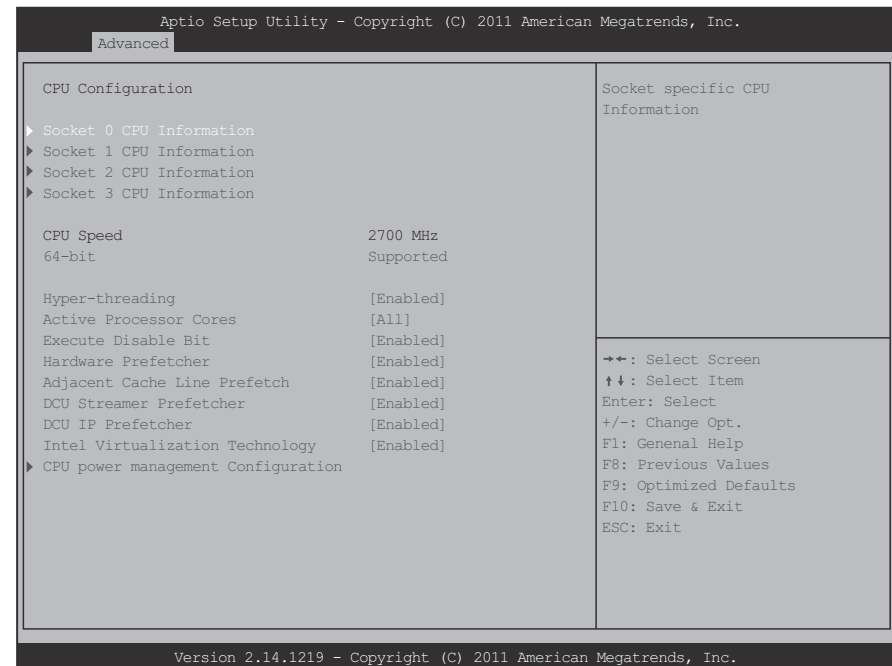 Aptio Setup Utility - Copyright (C) 2011 American Megatrends, Inc.
Advanced
CPU Configuration
Socket 0 CPU Information
Socket 1 CPU Information
Socket 2 CPU Information
Socket 3 CPU Information
CPU Speed 2700 MHz
64-bit Supported
Hyper-threading [Enabled]
Active Processor Cores [All]
Execute Disable Bit [Enabled]
Hardware Prefetcher [Enabled]
Adjacent Cache Line Prefetch [Enabled]
DCU Streamer Prefetcher [Enabled]
DCU IP Prefetcher [Enabled]
Intel Virtualization Technology [Enabled]
CPU power management Configuration
Socket specific CPU
Information
→←: Select Screen
↑↓: Select Item
Enter: Select
+/-: Change Opt.
F1: Genenal Help
F8: Previous Values
F9: Optimized Defaults
F10: Save & Exit
ESC: Exit
Version 2.14.1219 - Copyright (C) 2011 American Megatrends, Inc.